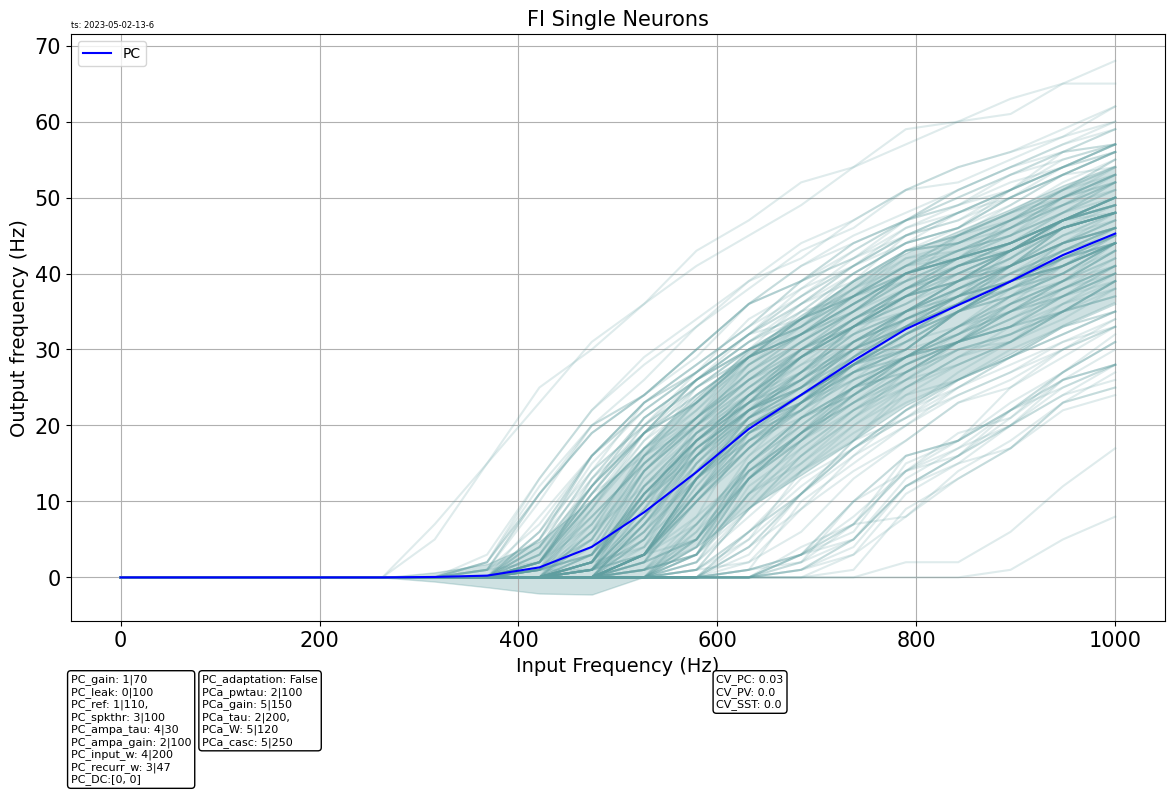 ts: 2023-05-02-13-6
FI Single Neurons
PC
70
60
50
40
30
20
10
0
Output frequency (Hz)
0 200 400 600 800 1000
Input Frequency (Hz)
PC_gain: 1|70
PC_leak: 0|100
PC_ref: 1|110,
PC_spkthr: 3|100
PC_ampa_tau: 4|30
PC_ampa_gain: 2|100
PC_input_w: 4|200
PC_recurr_w: 3|47
PC_DC:[0, 0]
PC_adaptation: False
PCa_pwtau: 2|100
PCa_gain: 5|150
PCa_tau: 2|200,
PCa_W: 5|120
PCa_casc: 5|250
CV_PC: 0.03
CV_PV: 0.0
CV_SST: 0.0